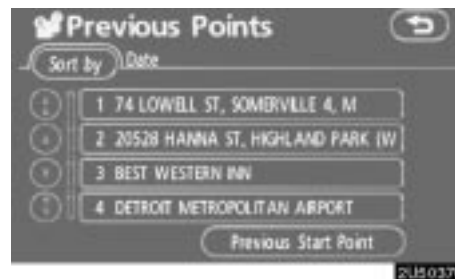 Previous Points
Sort by Date
1 74 LOWELL ST, SOMERVILLE 4, M
2 20528 HANNA ST, HIGHLAND PARK (W
3 BEST WESTERN INN
4 DETROIT METROPOLITAN AIRPORT
Previous Start Point
2U5037